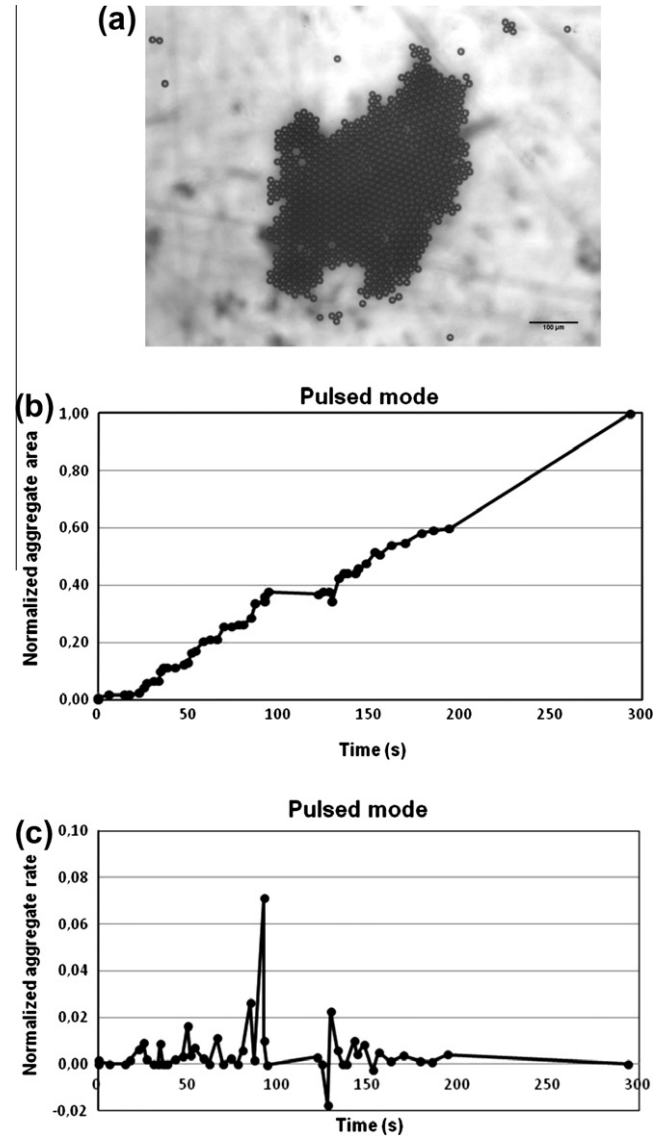 (a)
100 µm
(b)
Pulsed mode
Normalized aggregate area
1,00
0,80
0,60
0,40
0,20
0,00
0 50 100 150 200 250 300
Time (s)
(c)
Pulsed mode
Normalized aggregate rate
0,10
0,08
0,06
0,04
0,02
0,00
-0,02
0 50 100 150 200 250 300
Time (s)